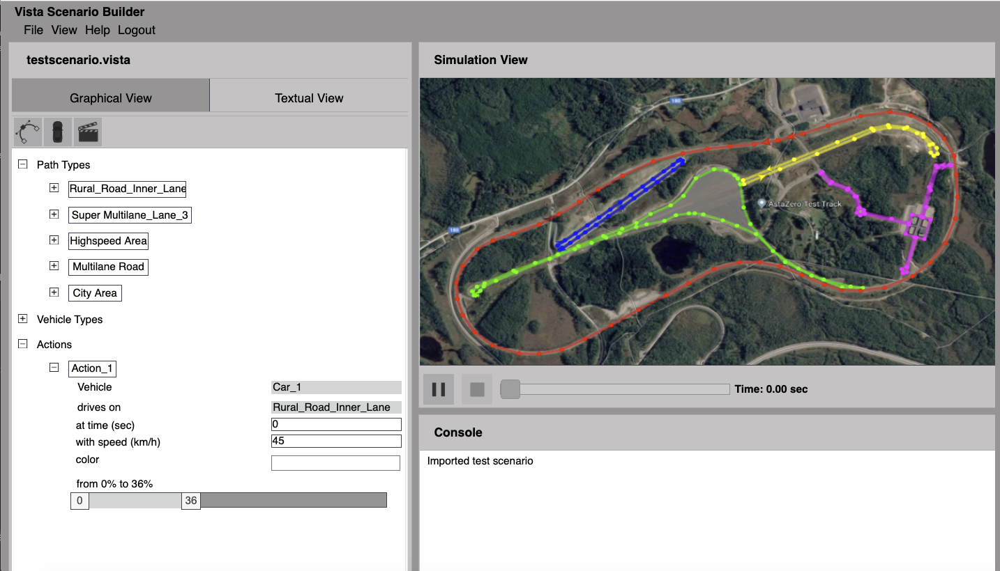 Vista Scenario Builder
File View Help Logout
testscenario.vista
Graphical View
Textual View
Path Types
Rural_Road_Inner_Lane
Super Multilane_Lane_3
Highspeed Area
Multilane Road
City Area
Vehicle Types
Actions
Action_1
Vehicle Car_1
drives on Rural_Road_Inner_Lane
at time (sec) 0
with speed (km/h) 45
color
from 0% to 36%
0 36
Simulation View
180
180
AstaZero Test Track
Time: 0.00 sec
Console
Imported test scenario